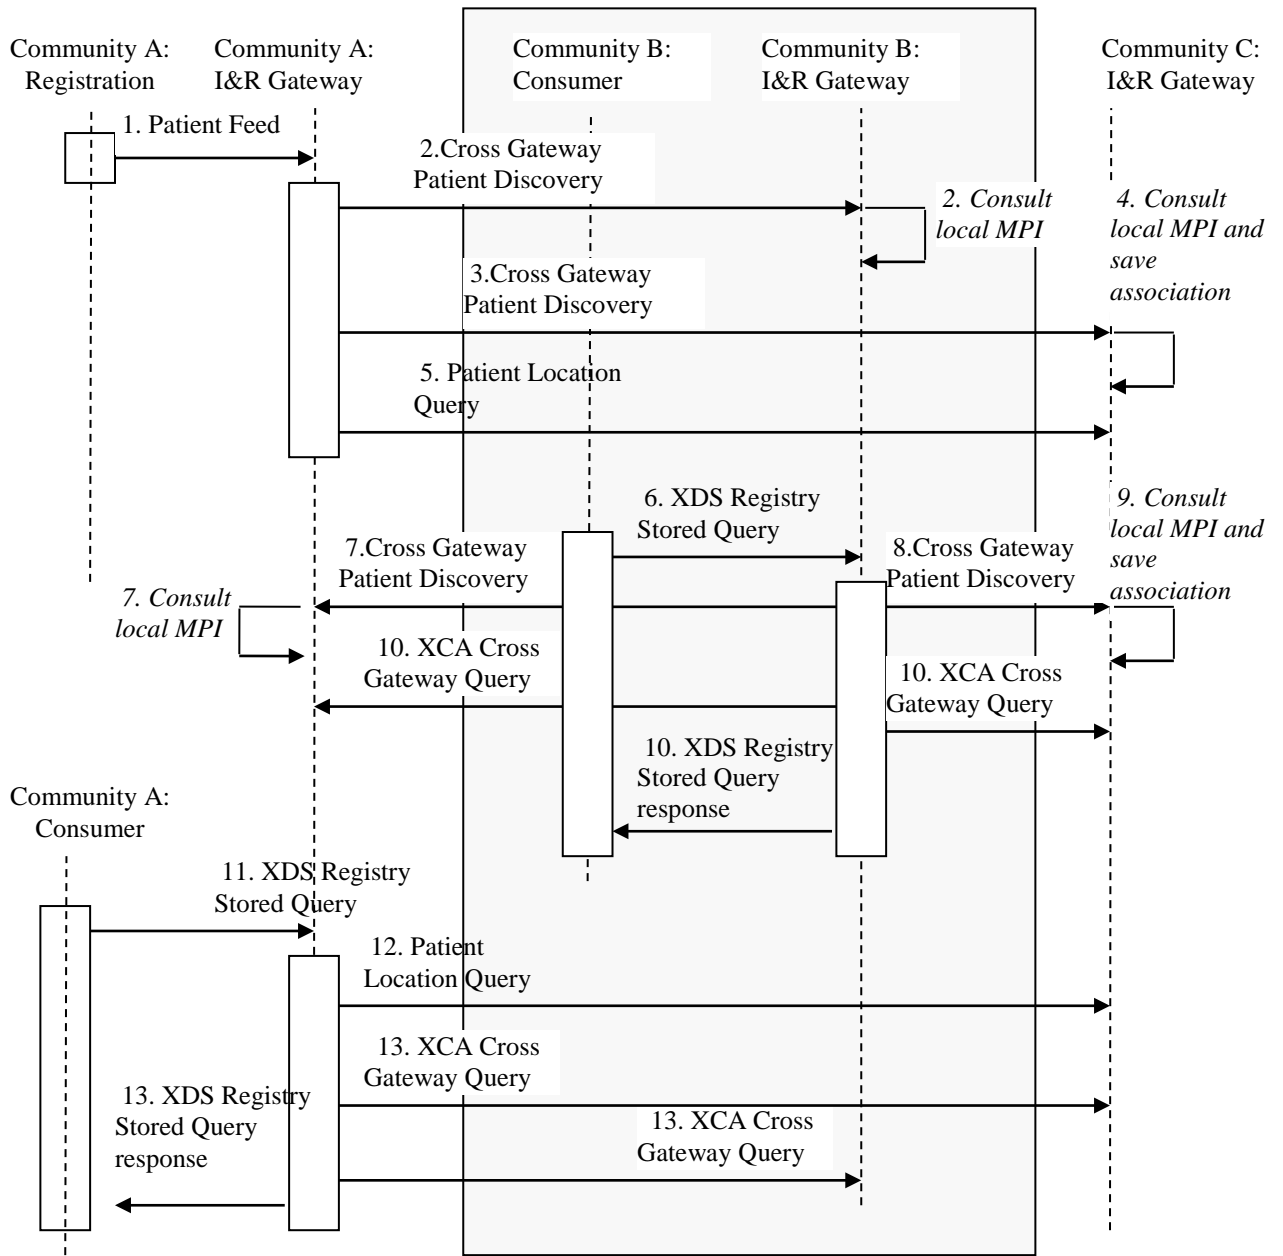 Community A:
Registration
Community A:
I&R Gateway
Community B:
Consumer
Community B:
I&R Gateway
Community C:
I&R Gateway
1. Patient Feed
2.Cross Gateway
Patient Discovery
2. Consult
local MPI
4. Consult
local MPI and
save
association
3.Cross Gateway
Patient Discovery
5. Patient Location
Query
6. XDS Registry
Stored Query
9. Consult
local MPI and
save
association
7.Cross Gateway
Patient Discovery
8.Cross Gateway
Patient Discovery
7. Consult
local MPI
10. XCA Cross
Gateway Query
10. XCA Cross
Gateway Query
10. XDS Registry
Stored Query
response
Community A:
Consumer
11. XDS Registry
Stored Query
12. Patient
Location Query
13. XCA Cross
Gateway Query
13. XDS Registry
Stored Query
response
13. XCA Cross
Gateway Query